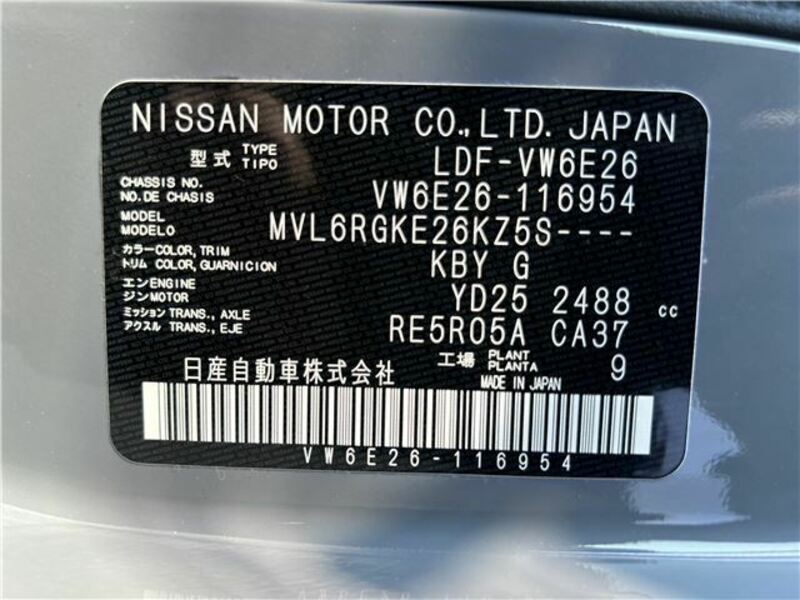 NISSAN MOTOR CO.,LTD. JAPAN
型式 TYPE TIPO LDF-VW6E26
CHASSIS NO. NO. DE CHASIS VW6E26-116954
MODEL MODELO MVL6RGKE26KZ5S----
カラー COLOR, TRIM トリム COLOR, GUARNICION KBY G
エンジン ENGINE MOTOR YD25 2488 cc
ミッション TRANS., AXLE アクスル TRANS., EJE RE5R05A CA37
工場 PLANT PLANTA 9
日産自動車株式会社 MADE IN JAPAN
VW6E26-116954